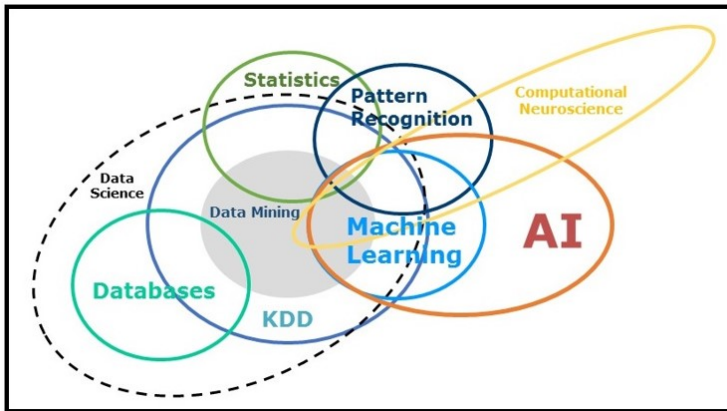 Statistics
Pattern
Recognition
Computational
Neuroscience
Data
Science
Data Mining
Machine
Learning
AI
Databases
KDD